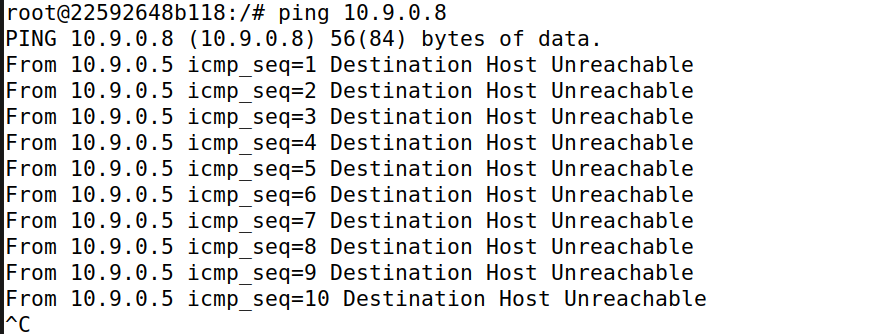 root@22592648b118:/# ping 10.9.0.8
PING 10.9.0.8 (10.9.0.8) 56(84) bytes of data.
From 10.9.0.5 icmp_seq=1 Destination Host Unreachable
From 10.9.0.5 icmp_seq=2 Destination Host Unreachable
From 10.9.0.5 icmp_seq=3 Destination Host Unreachable
From 10.9.0.5 icmp_seq=4 Destination Host Unreachable
From 10.9.0.5 icmp_seq=5 Destination Host Unreachable
From 10.9.0.5 icmp_seq=6 Destination Host Unreachable
From 10.9.0.5 icmp_seq=7 Destination Host Unreachable
From 10.9.0.5 icmp_seq=8 Destination Host Unreachable
From 10.9.0.5 icmp_seq=9 Destination Host Unreachable
From 10.9.0.5 icmp_seq=10 Destination Host Unreachable
^C